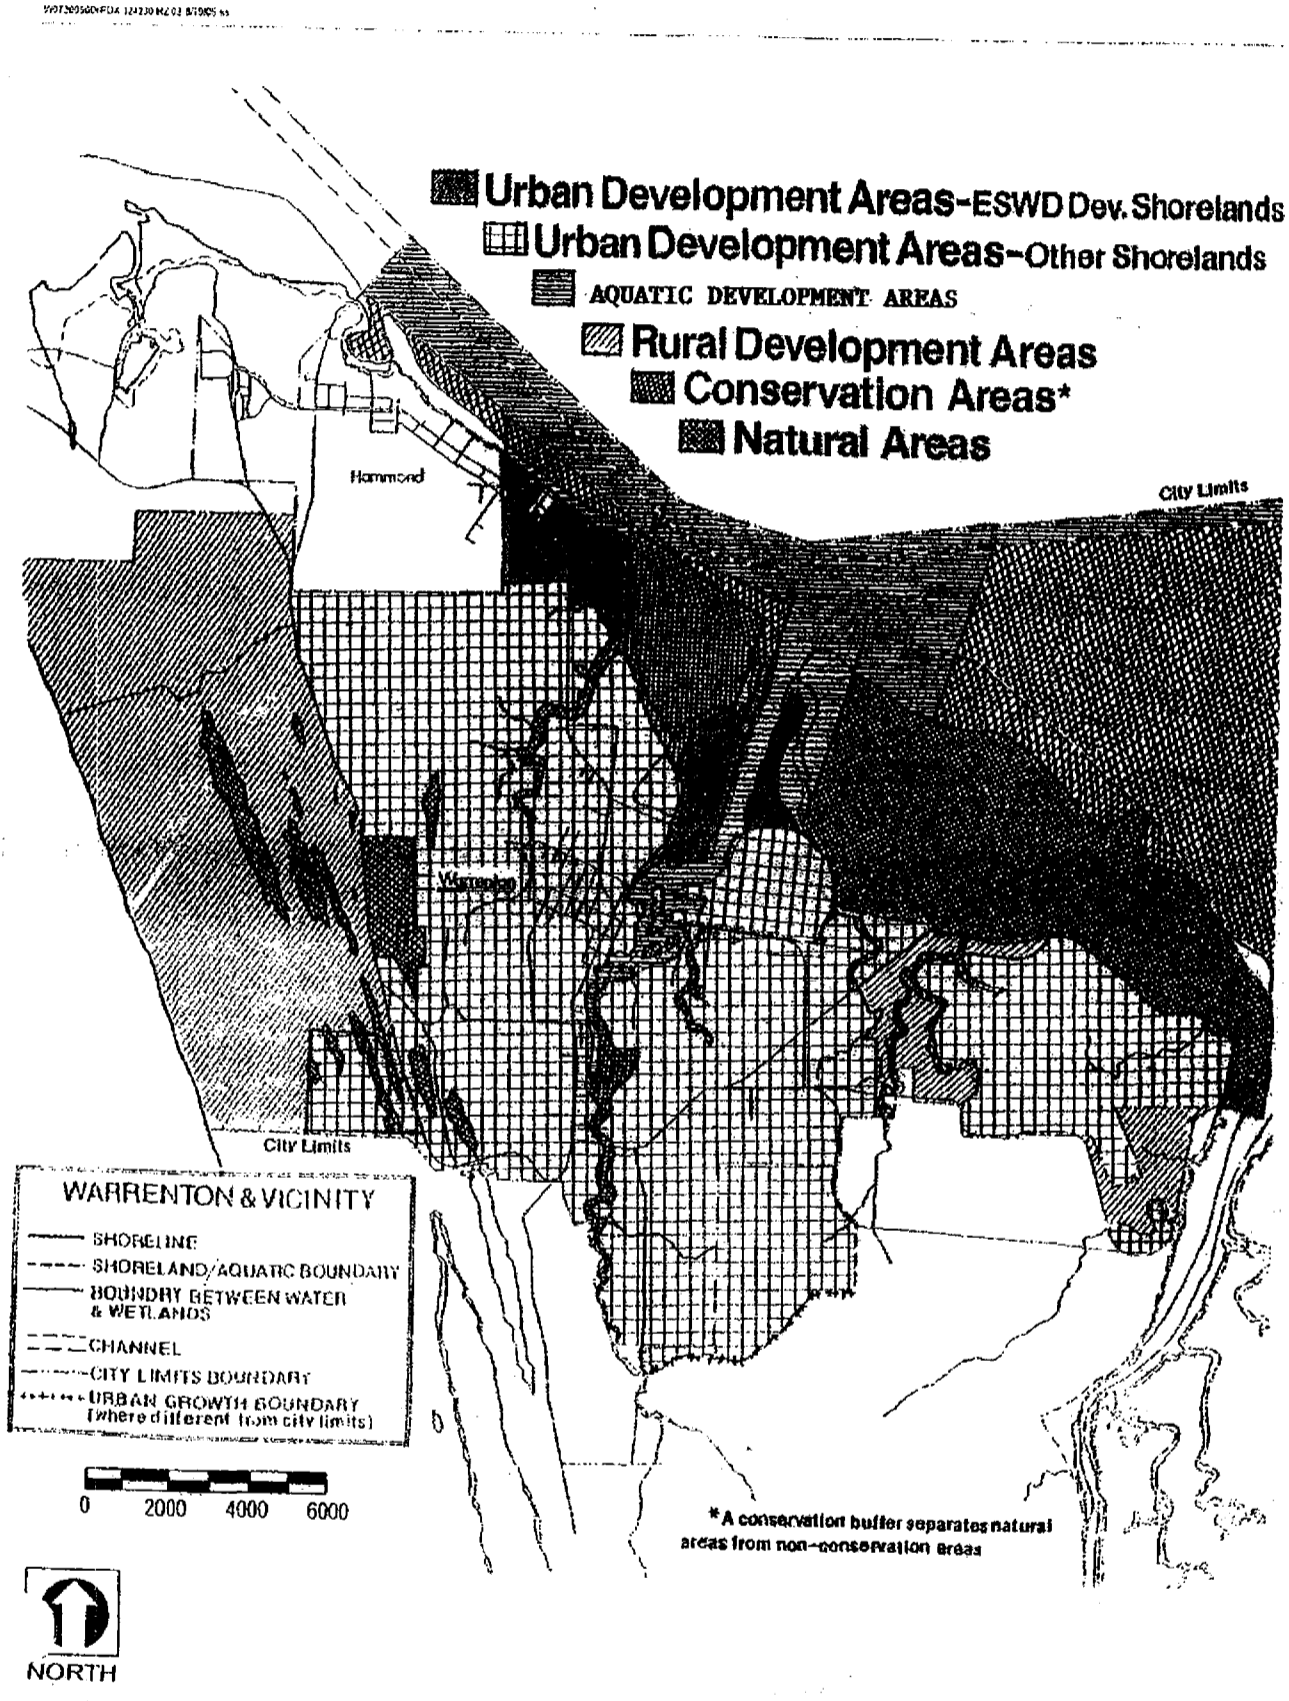 Urban Development Areas-ESWD Dev. Shorelands
Urban Development Areas-Other Shorelands
AQUATIC DEVELOPMENT AREAS
Rural Development Areas
Conservation Areas*
Natural Areas
City Limits
Hammond
Warrenton
City Limits
WARRENTON & VICINITY
SHORELINE
SHORELAND/AQUATIC BOUNDARY
BOUNDRY BETWEEN WATER
& WETLANDS
CHANNEL
CITY LIMITS BOUNDARY
URBAN GROWTH BOUNDARY
(where different from city limits)
0 2000 4000 6000
*A conservation buffer separates natural
areas from non-conservation areas
NORTH